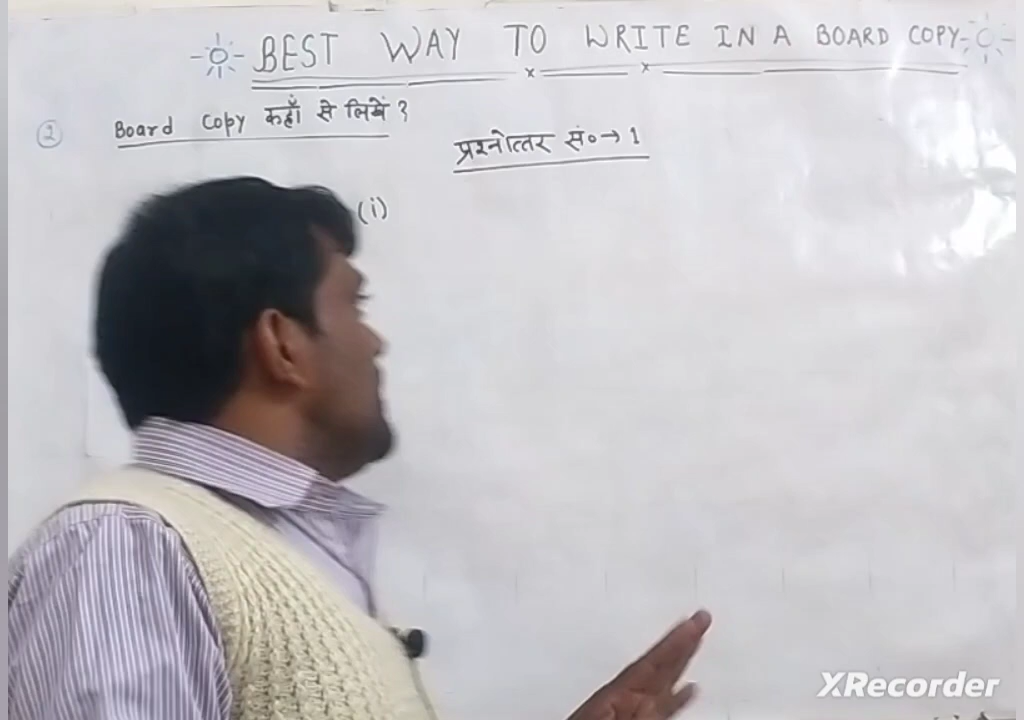 BEST WAY TO WRITE IN A BOARD COPY
2 Board Copy कहाँ से लिखें ?
प्रश्नोत्तर सं० → 1
(i)
XRecorder